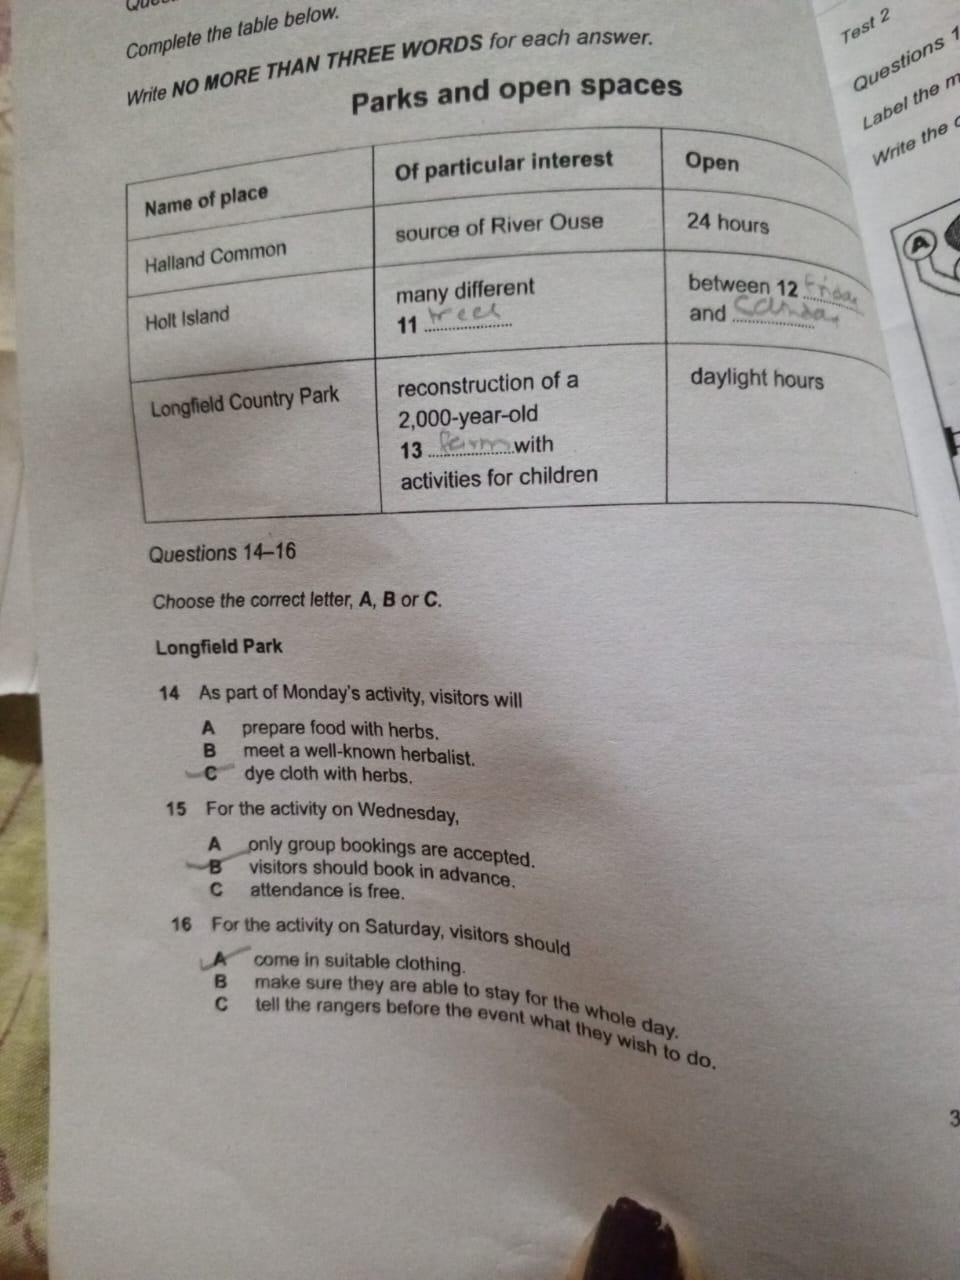 Complete the table below.
Write NO MORE THAN THREE WORDS for each answer.
Parks and open spaces
Name of place
Of particular interest
Open
Halland Common
source of River Ouse
24 hours
Holt Island
many different
11 trees
between 12 Friday
and Sunday
Longfield Country Park
reconstruction of a
2,000-year-old
13 farm with
activities for children
daylight hours
Questions 14–16
Choose the correct letter, A, B or C.
Longfield Park
14 As part of Monday's activity, visitors will
A prepare food with herbs.
B meet a well-known herbalist.
C dye cloth with herbs.
15 For the activity on Wednesday,
A only group bookings are accepted.
B visitors should book in advance.
C attendance is free.
16 For the activity on Saturday, visitors should
A come in suitable clothing.
B make sure they are able to stay for the whole day.
C tell the rangers before the event what they wish to do.
Test 2
Questions 1
Label the
Write the
A
3